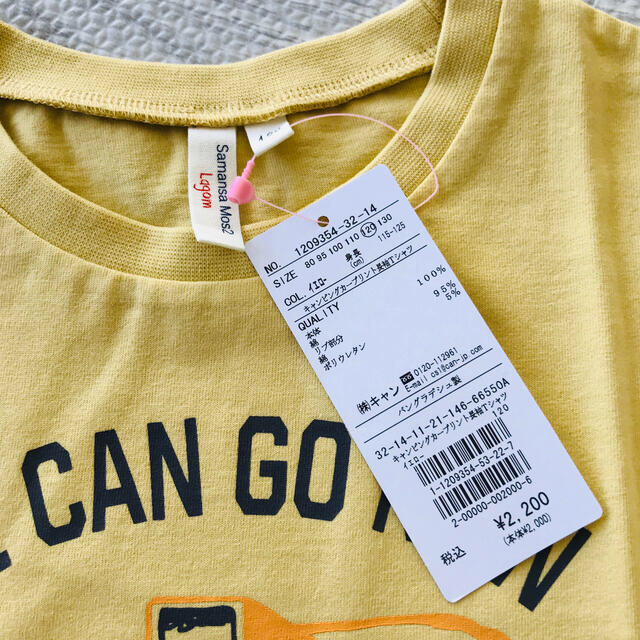 Samansa Mos2
Lagom
NO. 1209354-32-14
SIZE 80 95 100 110 120 130
身長
(cm) 115-125
COL. イエロー
キャンピングカープリント長袖Tシャツ
QUALITY
本体
綿 100%
リブ部分
綿 95%
ポリウレタン 5%
㈱キャン 0120-112961
E-mail cs1@can-jp.com
バングラデシュ製
32-14-11-21-146-66550A
キャンピングカープリント長袖Tシャツ
イエロー 120
1-1209354-53-22-7
2-00000-002000-6
¥2,200
(本体¥2,000)
税込
CAN GO